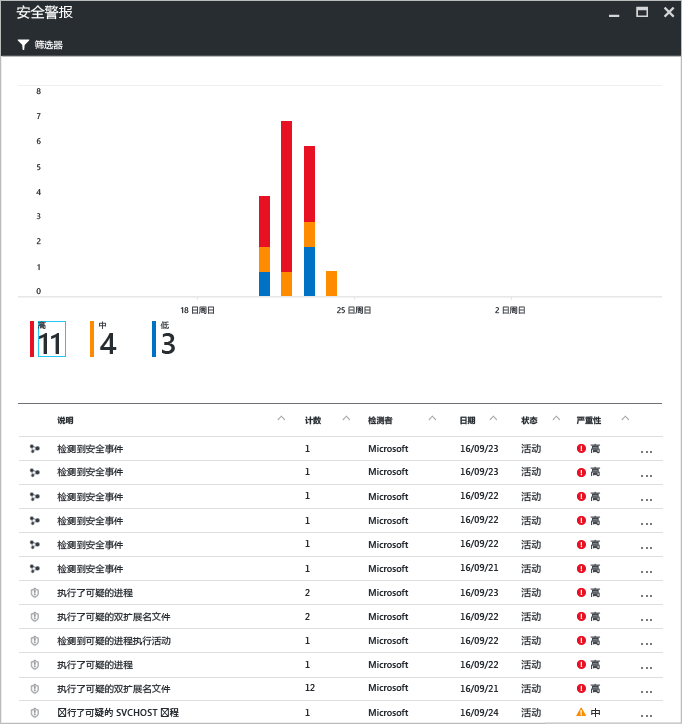 安全警报
筛选器
8
7
6
5
4
3
2
1
0
18 日周日 25 日周日 2 日周日
高 中 低
11 4 3
说明 计数 检测者 日期 状态 严重性
检测到安全事件 1 Microsoft 16/09/23 活动 高 ...
检测到安全事件 1 Microsoft 16/09/23 活动 高 ...
检测到安全事件 1 Microsoft 16/09/22 活动 高 ...
检测到安全事件 1 Microsoft 16/09/22 活动 高 ...
检测到安全事件 1 Microsoft 16/09/22 活动 高 ...
检测到安全事件 1 Microsoft 16/09/21 活动 高 ...
执行了可疑的进程 2 Microsoft 16/09/23 活动 高 ...
执行了可疑的双扩展名文件 2 Microsoft 16/09/22 活动 高 ...
检测到可疑的进程执行活动 1 Microsoft 16/09/22 活动 高 ...
执行了可疑的进程 1 Microsoft 16/09/22 活动 高 ...
执行了可疑的双扩展名文件 12 Microsoft 16/09/21 活动 高 ...
行了可疑的 SVCHOST 程 1 Microsoft 16/09/24 活动 中 ...